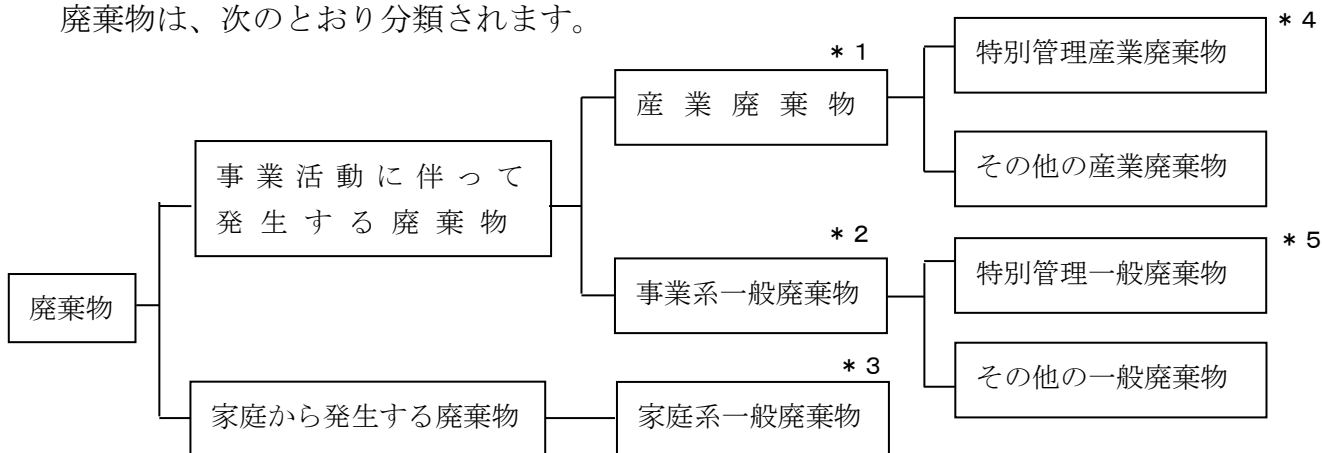 廃棄物は、次のとおり分類されます。
*4
特別管理産業廃棄物
*1
産業廃棄物
その他の産業廃棄物
事業活動に伴って
発生する廃棄物
*2
事業系一般廃棄物
*5
特別管理一般廃棄物
廃棄物
その他の一般廃棄物
*3
家庭から発生する廃棄物
家庭系一般廃棄物